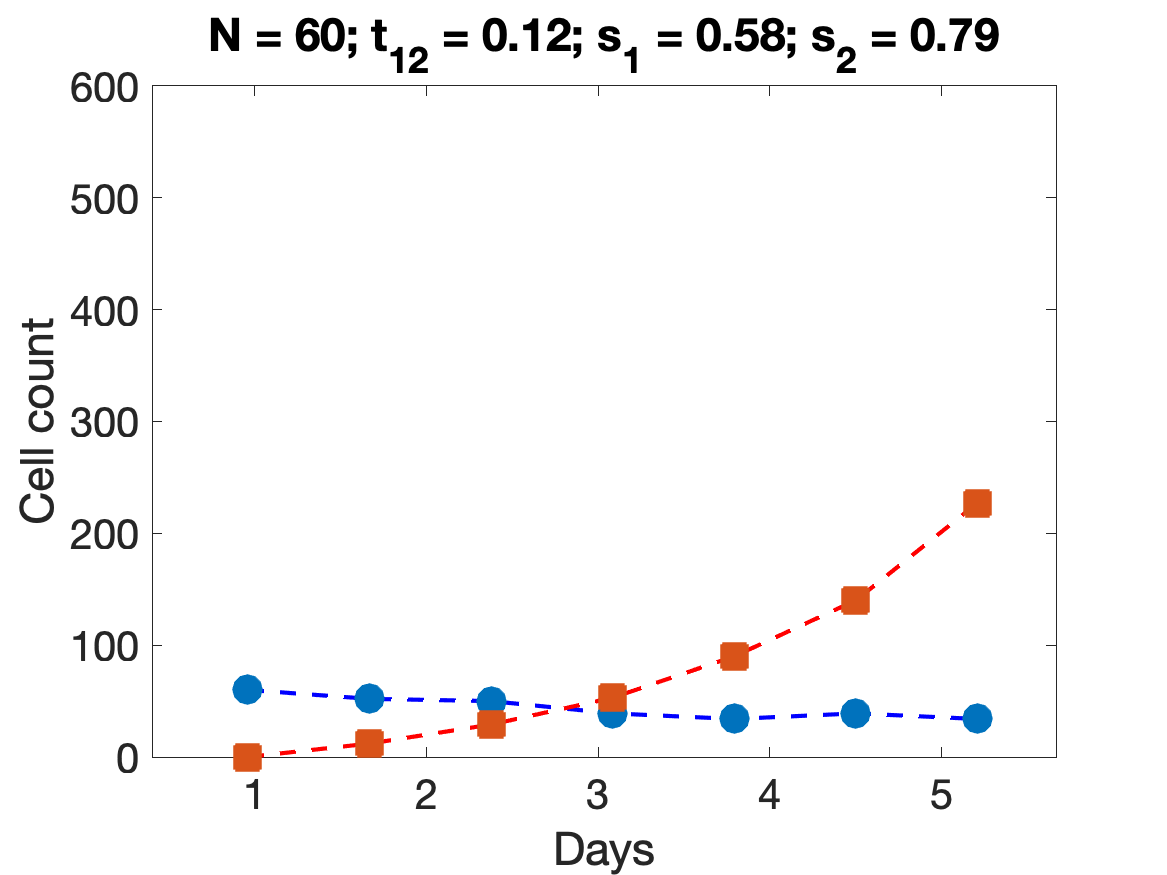 N = 60; t₁₂ = 0.12; s₁ = 0.58; s₂ = 0.79
600
500
400
300
200
100
0
Cell count
1 2 3 4 5
Days